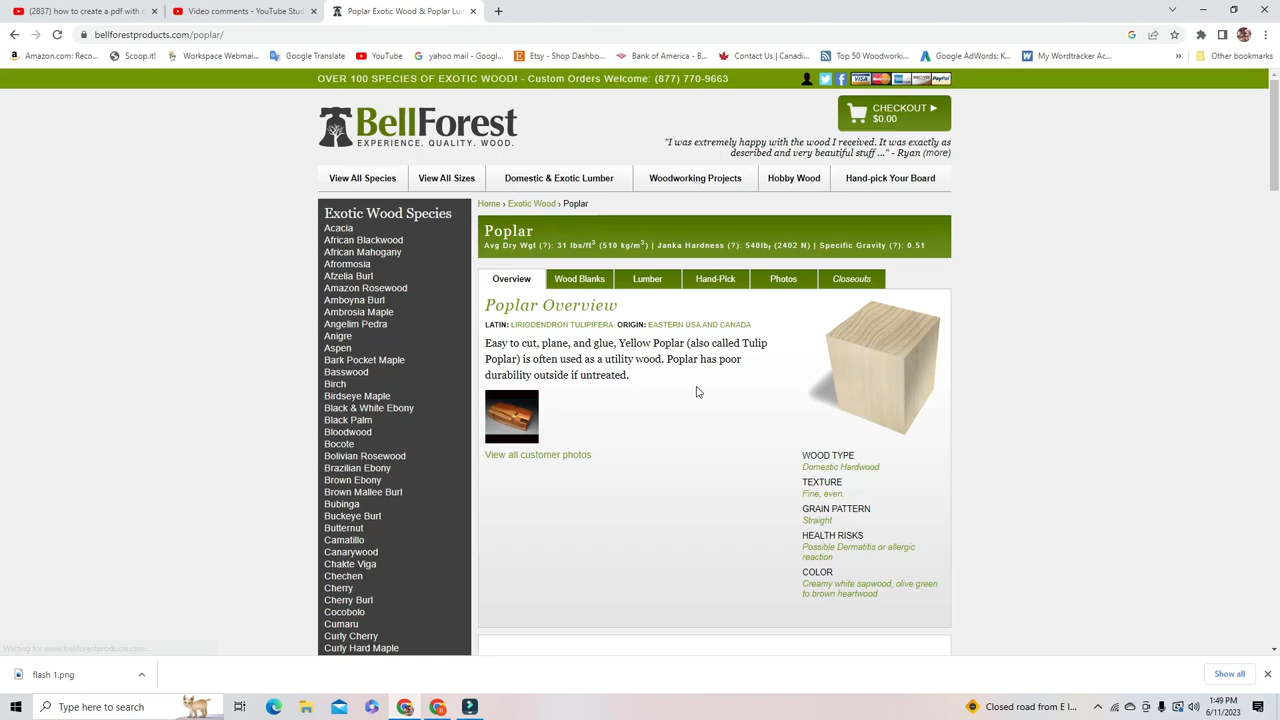 (2837) how to create a pdf with c
Video comments - YouTube Stud
Poplar Exotic Wood & Poplar Lum
bellforestproducts.com/poplar/
Amazon.com: Reco...
Scoop.it!
Workspace Webmai...
Google Translate
YouTube
yahoo mail - Googl...
Etsy - Shop Dashbo...
Bank of America - B...
Contact Us | Canadi...
Top 50 Woodworki...
Google AdWords: K...
My Wordtracker Ac...
»
Other bookmarks
OVER 100 SPECIES OF EXOTIC WOOD! - Custom Orders Welcome: (877) 770-9663
VISA
PayPal
BellForest
EXPERIENCE. QUALITY. WOOD.
CHECKOUT ►
$0.00
"I was extremely happy with the wood I received. It was exactly as
described and very beautiful stuff ..." - Ryan (more)
View All Species
View All Sizes
Domestic & Exotic Lumber
Woodworking Projects
Hobby Wood
Hand-pick Your Board
Exotic Wood Species
Acacia
African Blackwood
African Mahogany
Afrormosia
Afzelia Burl
Amazon Rosewood
Amboyna Burl
Ambrosia Maple
Angelim Pedra
Anigre
Aspen
Bark Pocket Maple
Basswood
Birch
Birdseye Maple
Black & White Ebony
Black Palm
Bloodwood
Bocote
Bolivian Rosewood
Brazilian Ebony
Brown Ebony
Brown Mallee Burl
Bubinga
Buckeye Burl
Butternut
Camatillo
Canarywood
Chakte Viga
Chechen
Cherry
Cherry Burl
Cocobolo
Cumaru
Curly Cherry
Curly Hard Maple
Home › Exotic Wood › Poplar
Poplar
Avg Dry Wgt (?): 31 lbs/ft³ (510 kg/m³) | Janka Hardness (?): 540lbf (2402 N) | Specific Gravity (?): 0.51
Overview
Wood Blanks
Lumber
Hand-Pick
Photos
Closeouts
Poplar Overview
LATIN: LIRIODENDRON TULIPIFERA ORIGIN: EASTERN USA AND CANADA
Easy to cut, plane, and glue, Yellow Poplar (also called Tulip
Poplar) is often used as a utility wood. Poplar has poor
durability outside if untreated.
View all customer photos
WOOD TYPE
Domestic Hardwood
TEXTURE
Fine, even.
GRAIN PATTERN
Straight
HEALTH RISKS
Possible Dermatitis or allergic
reaction
COLOR
Creamy white sapwood, olive green
to brown heartwood
Waiting for www.bellforestproducts.com...
flash 1.png
Show all
Type here to search
Closed road from E I...
1:49 PM
6/11/2023